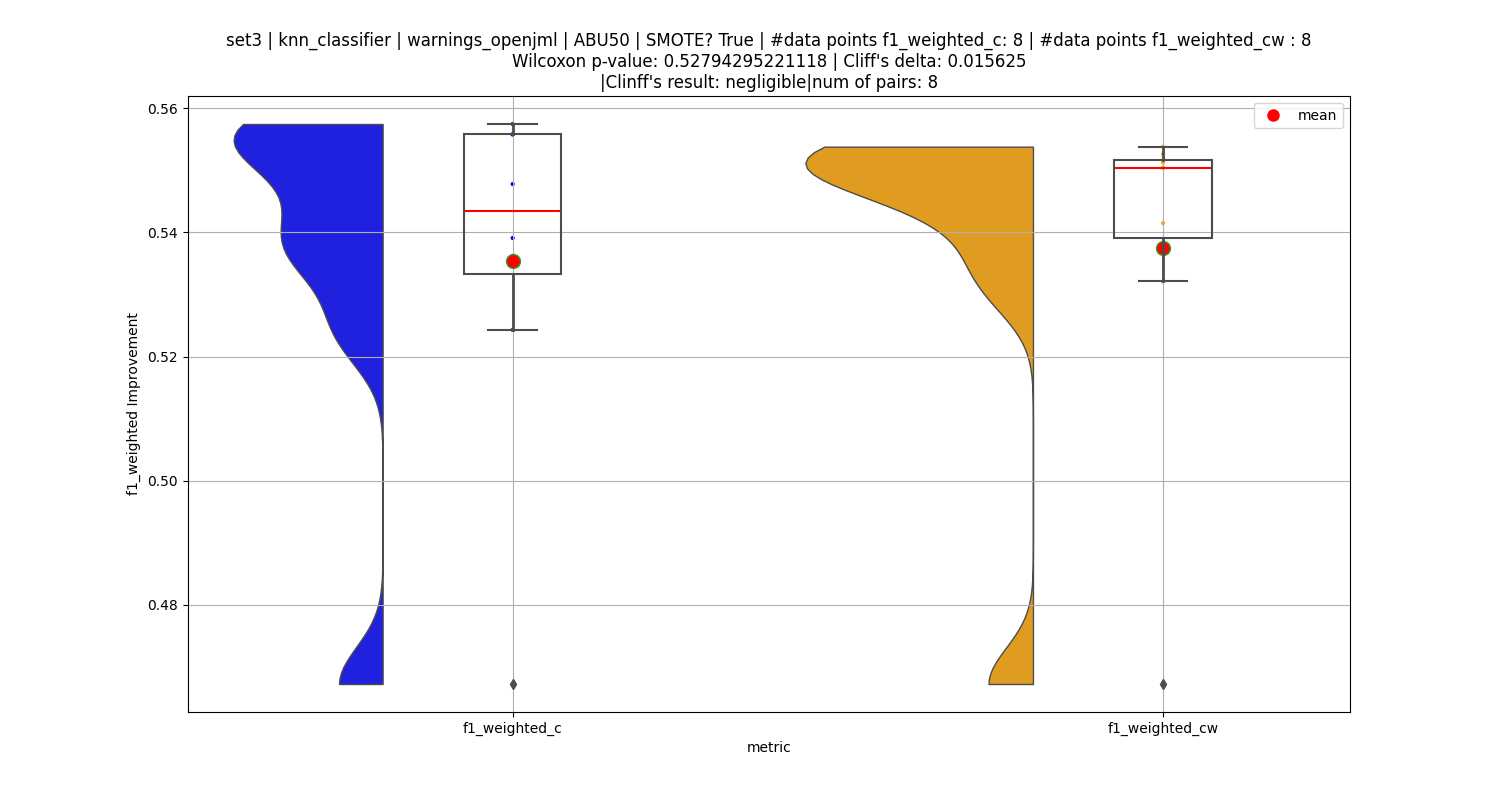 set3 | knn_classifier | warnings_openjml | ABU50 | SMOTE? True | #data points f1_weighted_c: 8 | #data points f1_weighted_cw : 8
Wilcoxon p-value: 0.52794295221118 | Cliff's delta: 0.015625
|Clinff's result: negligible|num of pairs: 8
mean
0.56
0.54
0.52
0.50
0.48
f1_weighted Improvement
f1_weighted_c
f1_weighted_cw
metric